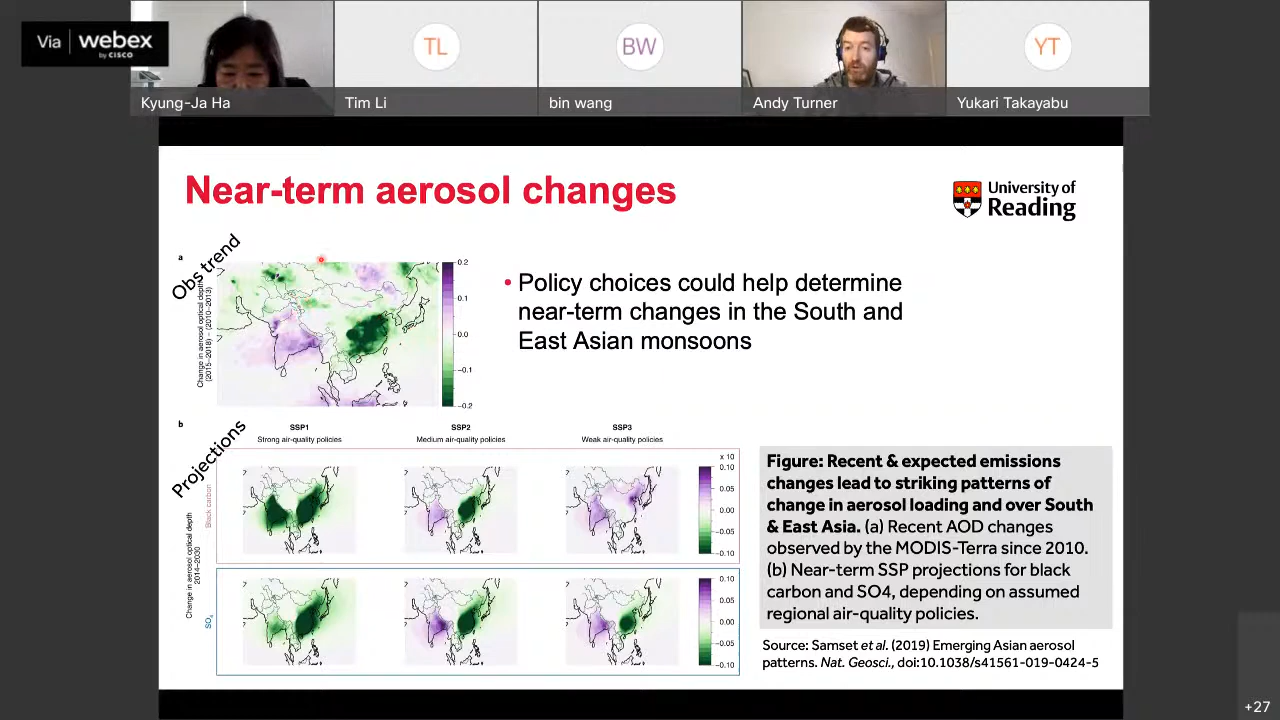 Via | webex
by CISCO
TL
BW
YT
Kyung-Ja Ha
Tim Li
bin wang
Andy Turner
Yukari Takayabu
Near-term aerosol changes
University of
Reading
a
Obs trend
Change in aerosol optical depth
(2015–2018) – (2010–2013)
0.2
0.1
0.0
−0.1
−0.2
• Policy choices could help determine
near-term changes in the South and
East Asian monsoons
b
Projections
SSP1
Strong air-quality policies
SSP2
Medium air-quality policies
SSP3
Weak air-quality policies
Change in aerosol optical depth
2014–2030
Black carbon
x 10
0.10
0.05
0.00
−0.05
−0.10
SO4
0.10
0.05
0.00
−0.05
−0.10
Figure: Recent & expected emissions
changes lead to striking patterns of
change in aerosol loading and over South
& East Asia. (a) Recent AOD changes
observed by the MODIS-Terra since 2010.
(b) Near-term SSP projections for black
carbon and SO4, depending on assumed
regional air-quality policies.
Source: Samset et al. (2019) Emerging Asian aerosol
patterns. Nat. Geosci., doi:10.1038/s41561-019-0424-5
+27